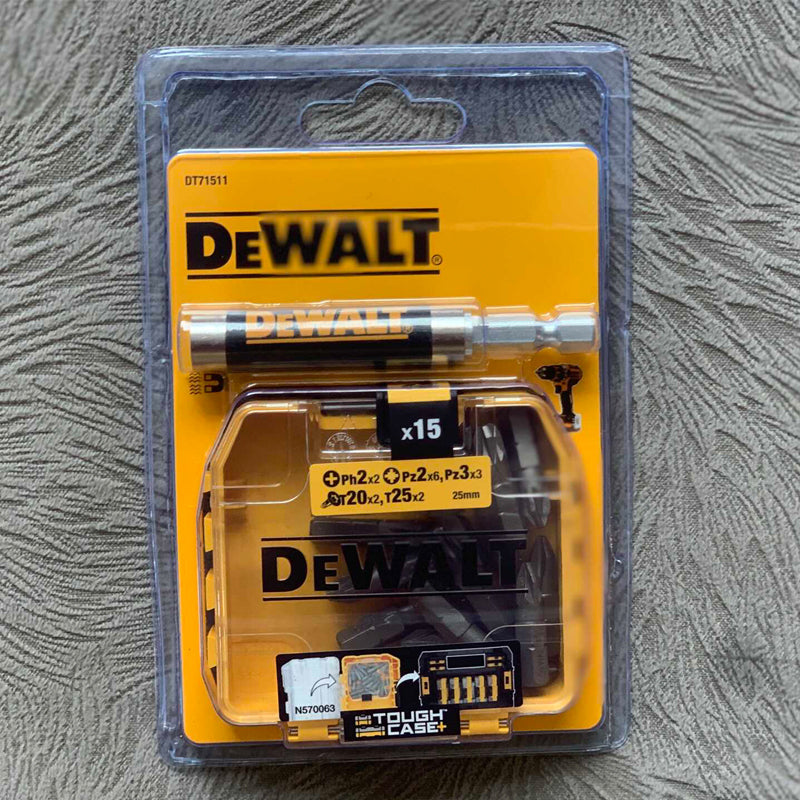 DT71511
DEWALT®
DEWALT®
x15
Ph2x2 Pz2x6, Pz3x3
T20x2, T25x2 25mm
DEWALT
N570063
TOUGH
CASE+